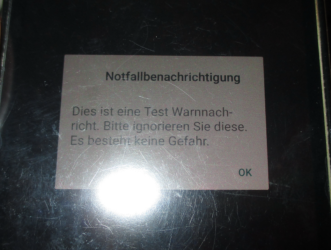 Notfallbenachrichtigung
Dies ist eine Test Warnnach-
richt. Bitte ignorieren Sie diese.
Es besteht keine Gefahr.
OK